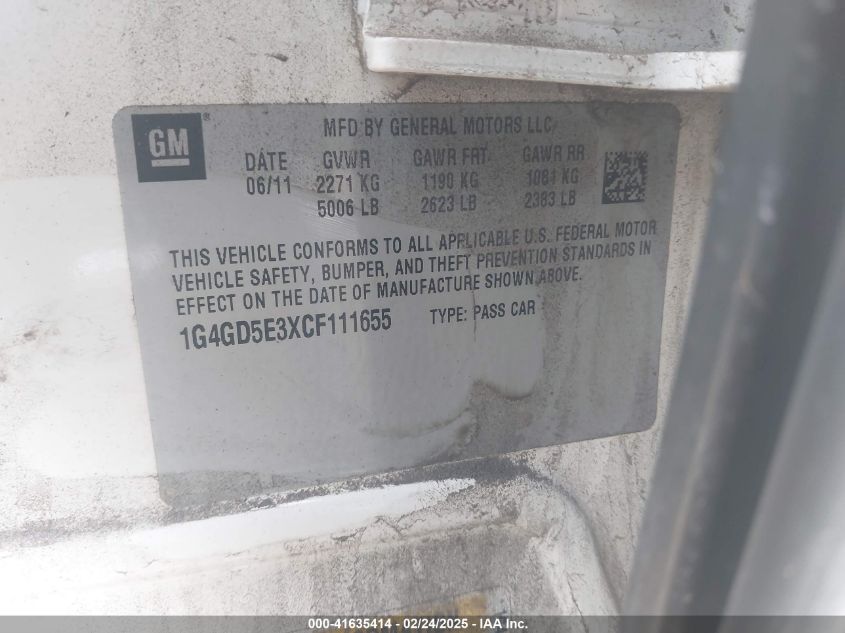 GM
®
MFD BY GENERAL MOTORS LLC
DATE GVWR GAWR FRT GAWR RR
06/11 2271 KG 1190 KG 1081 KG
5006 LB 2623 LB 2383 LB
THIS VEHICLE CONFORMS TO ALL APPLICABLE U.S. FEDERAL MOTOR
VEHICLE SAFETY, BUMPER, AND THEFT PREVENTION STANDARDS IN
EFFECT ON THE DATE OF MANUFACTURE SHOWN ABOVE.
1G4GD5E3XCF111655 TYPE: PASS CAR
000-41635414 - 02/24/2025 - IAA Inc.